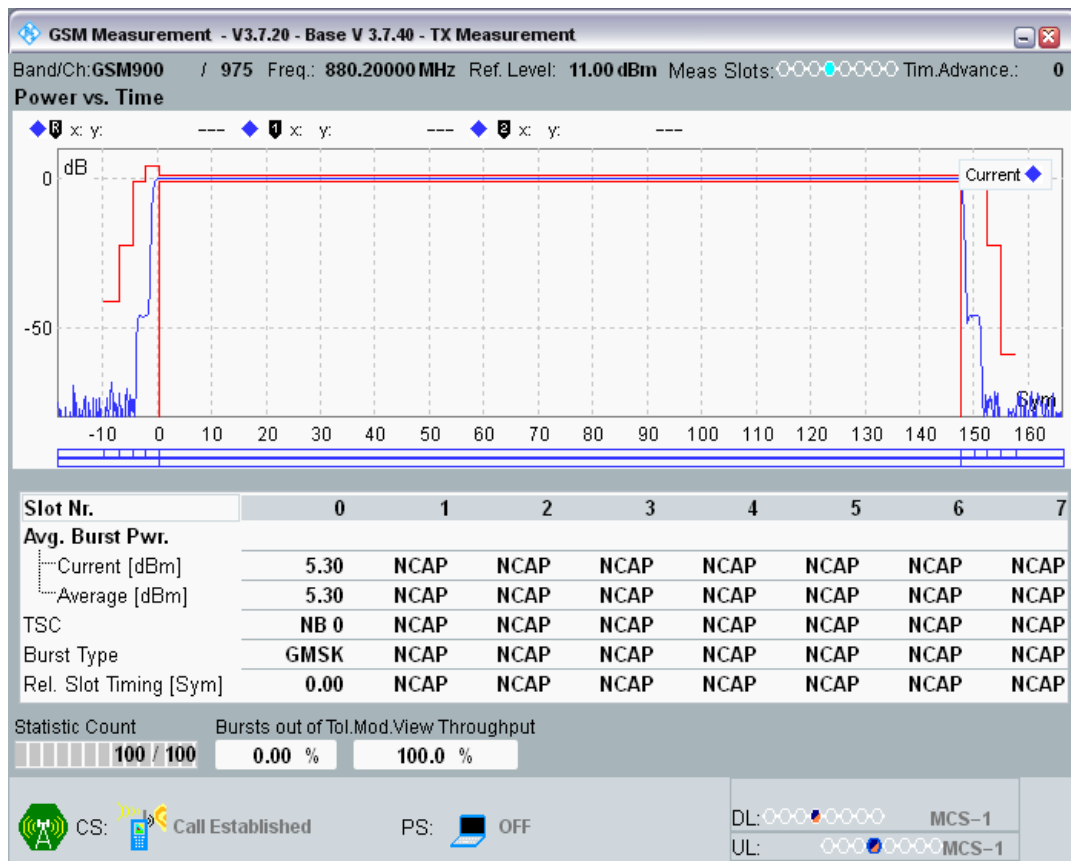 GSM Measurement - V3.7.20 - Base V 3.7.40 - TX Measurement
Band/Ch:GSM900 / 975 Freq.: 880.20000 MHz Ref. Level: 11.00 dBm Meas Slots: Tim.Advance.: 0
Power vs. Time
R x: y: --- 1 x: y: --- 2 x: y: ---
dB
Current
0
-50
Sym
-10 0 10 20 30 40 50 60 70 80 90 100 110 120 130 140 150 160
Slot Nr. 0 1 2 3 4 5 6 7
Avg. Burst Pwr.
Current [dBm] 5.30 NCAP NCAP NCAP NCAP NCAP NCAP NCAP
Average [dBm] 5.30 NCAP NCAP NCAP NCAP NCAP NCAP NCAP
TSC NB 0 NCAP NCAP NCAP NCAP NCAP NCAP NCAP
Burst Type GMSK NCAP NCAP NCAP NCAP NCAP NCAP NCAP
Rel. Slot Timing [Sym] 0.00 NCAP NCAP NCAP NCAP NCAP NCAP NCAP
Statistic Count Bursts out of Tol.Mod.View Throughput
100 / 100 0.00 % 100.0 %
DL: MCS-1
CS: Call Established PS: OFF
UL: MCS-1